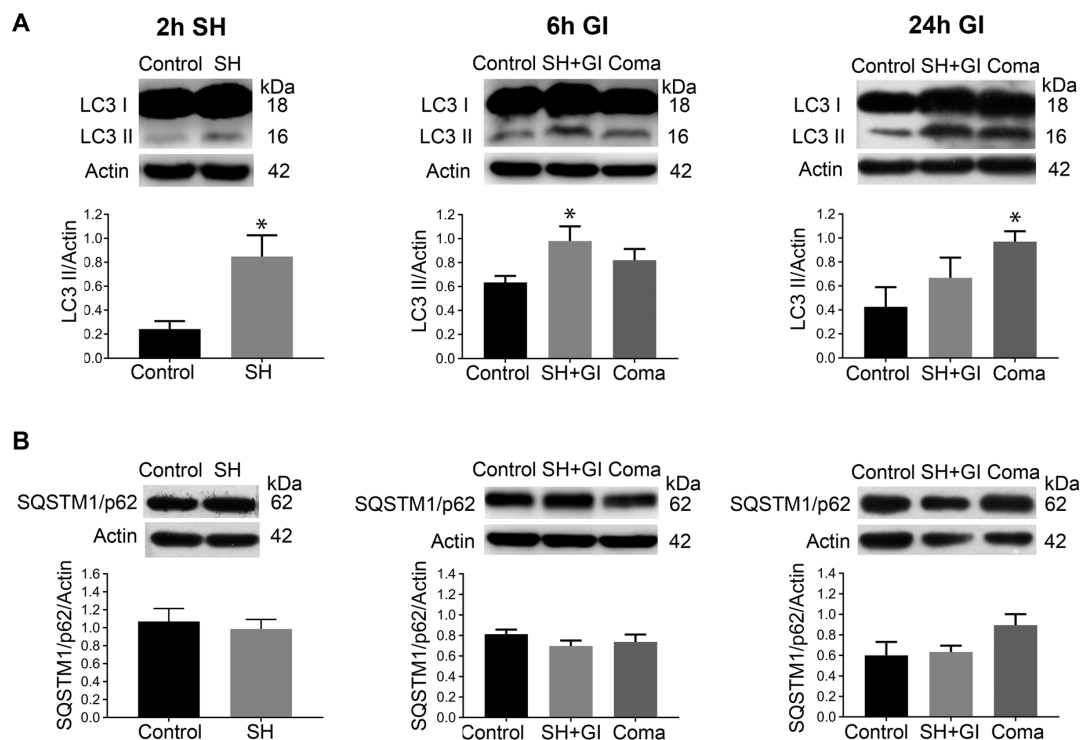 A
2h SH
6h GI
24h GI
Control SH
kDa
LC3 I
18
LC3 II
16
Actin
42
LC3 II/Actin
1.2
1.0
0.8
0.6
0.4
0.2
0.0
*
Control
SH
Control SH+GI Coma
kDa
LC3 I
18
LC3 II
16
Actin
42
LC3 II/Actin
1.2
1.0
0.8
0.6
0.4
0.2
0.0
*
Control SH+GI Coma
Control SH+GI Coma
kDa
LC3 I
18
LC3 II
16
Actin
42
LC3 II/Actin
1.2
1.0
0.8
0.6
0.4
0.2
0.0
*
Control SH+GI Coma
B
Control SH
kDa
SQSTM1/p62
62
Actin
42
SQSTM1/p62/Actin
1.6
1.4
1.2
1.0
0.8
0.6
0.4
0.2
0.0
Control
SH
Control SH+GI Coma
kDa
SQSTM1/p62
62
Actin
42
SQSTM1/p62/Actin
1.4
1.2
1.0
0.8
0.6
0.4
0.2
0.0
Control SH+GI Coma
Control SH+GI Coma
kDa
SQSTM1/p62
62
Actin
42
SQSTM1/p62/Actin
1.4
1.2
1.0
0.8
0.6
0.4
0.2
0.0
Control SH+GI Coma